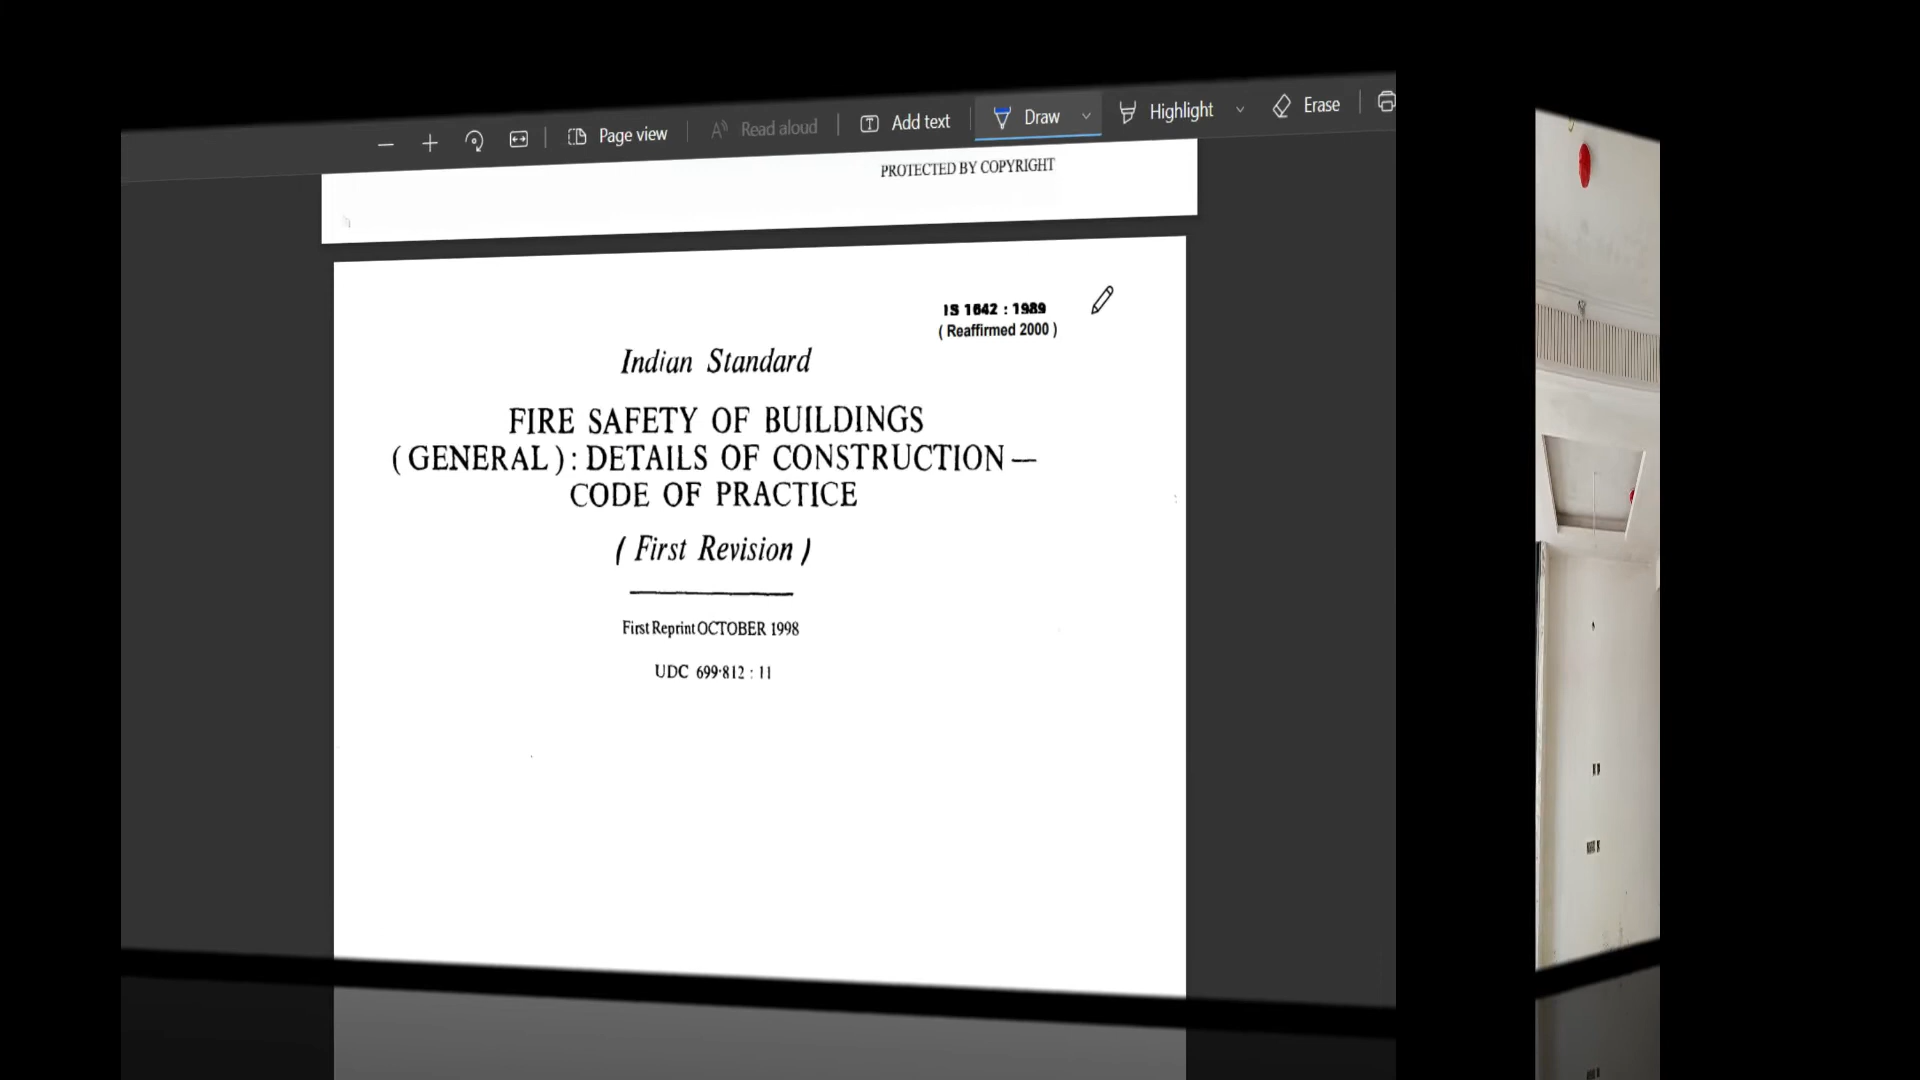 Page view
Read aloud
Add text
Draw
Highlight
Erase
PROTECTED BY COPYRIGHT
IS 1642 : 1989
( Reaffirmed 2000 )
Indian Standard
FIRE SAFETY OF BUILDINGS
( GENERAL ) : DETAILS OF CONSTRUCTION —
CODE OF PRACTICE
( First Revision )
First Reprint OCTOBER 1998
UDC 699·812 : 11